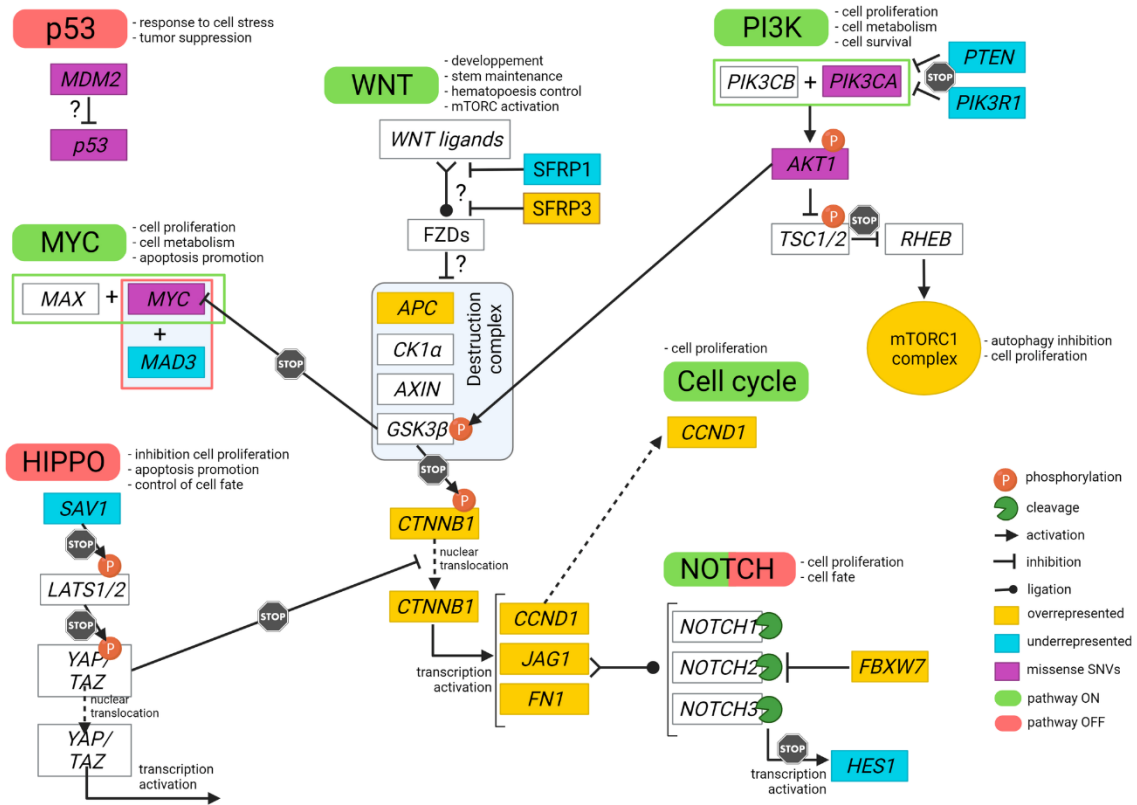 p53
- response to cell stress
- tumor suppression
MDM2
?
p53
WNT
- developpement
- stem maintenance
- hematopoesis control
- mTORC activation
WNT ligands
?
SFRP1
SFRP3
FZDs
?
PI3K
- cell proliferation
- cell metabolism
- cell survival
PIK3CB + PIK3CA
STOP
PTEN
PIK3R1
P
AKT1
P
STOP
TSC1/2
RHEB
mTORC1
complex
- autophagy inhibition
- cell proliferation
MYC
- cell proliferation
- cell metabolism
- apoptosis promotion
MAX + MYC
+
MAD3
STOP
APC
CK1α
AXIN
GSK3β
P
Destruction
complex
STOP
P
CTNNB1
nuclear
translocation
CTNNB1
transcription
activation
- cell proliferation
Cell cycle
CCND1
HIPPO
- inhibition cell proliferation
- apoptosis promotion
- control of cell fate
SAV1
STOP
P
LATS1/2
STOP
P
YAP/
TAZ
STOP
nuclear
translocation
YAP/
TAZ
transcription
activation
CCND1
JAG1
FN1
NOTCH
- cell proliferation
- cell fate
NOTCH1
NOTCH2
NOTCH3
FBXW7
STOP
transcription
activation
HES1
P phosphorylation
cleavage
activation
inhibition
ligation
overrepresented
underrepresented
missense SNVs
pathway ON
pathway OFF